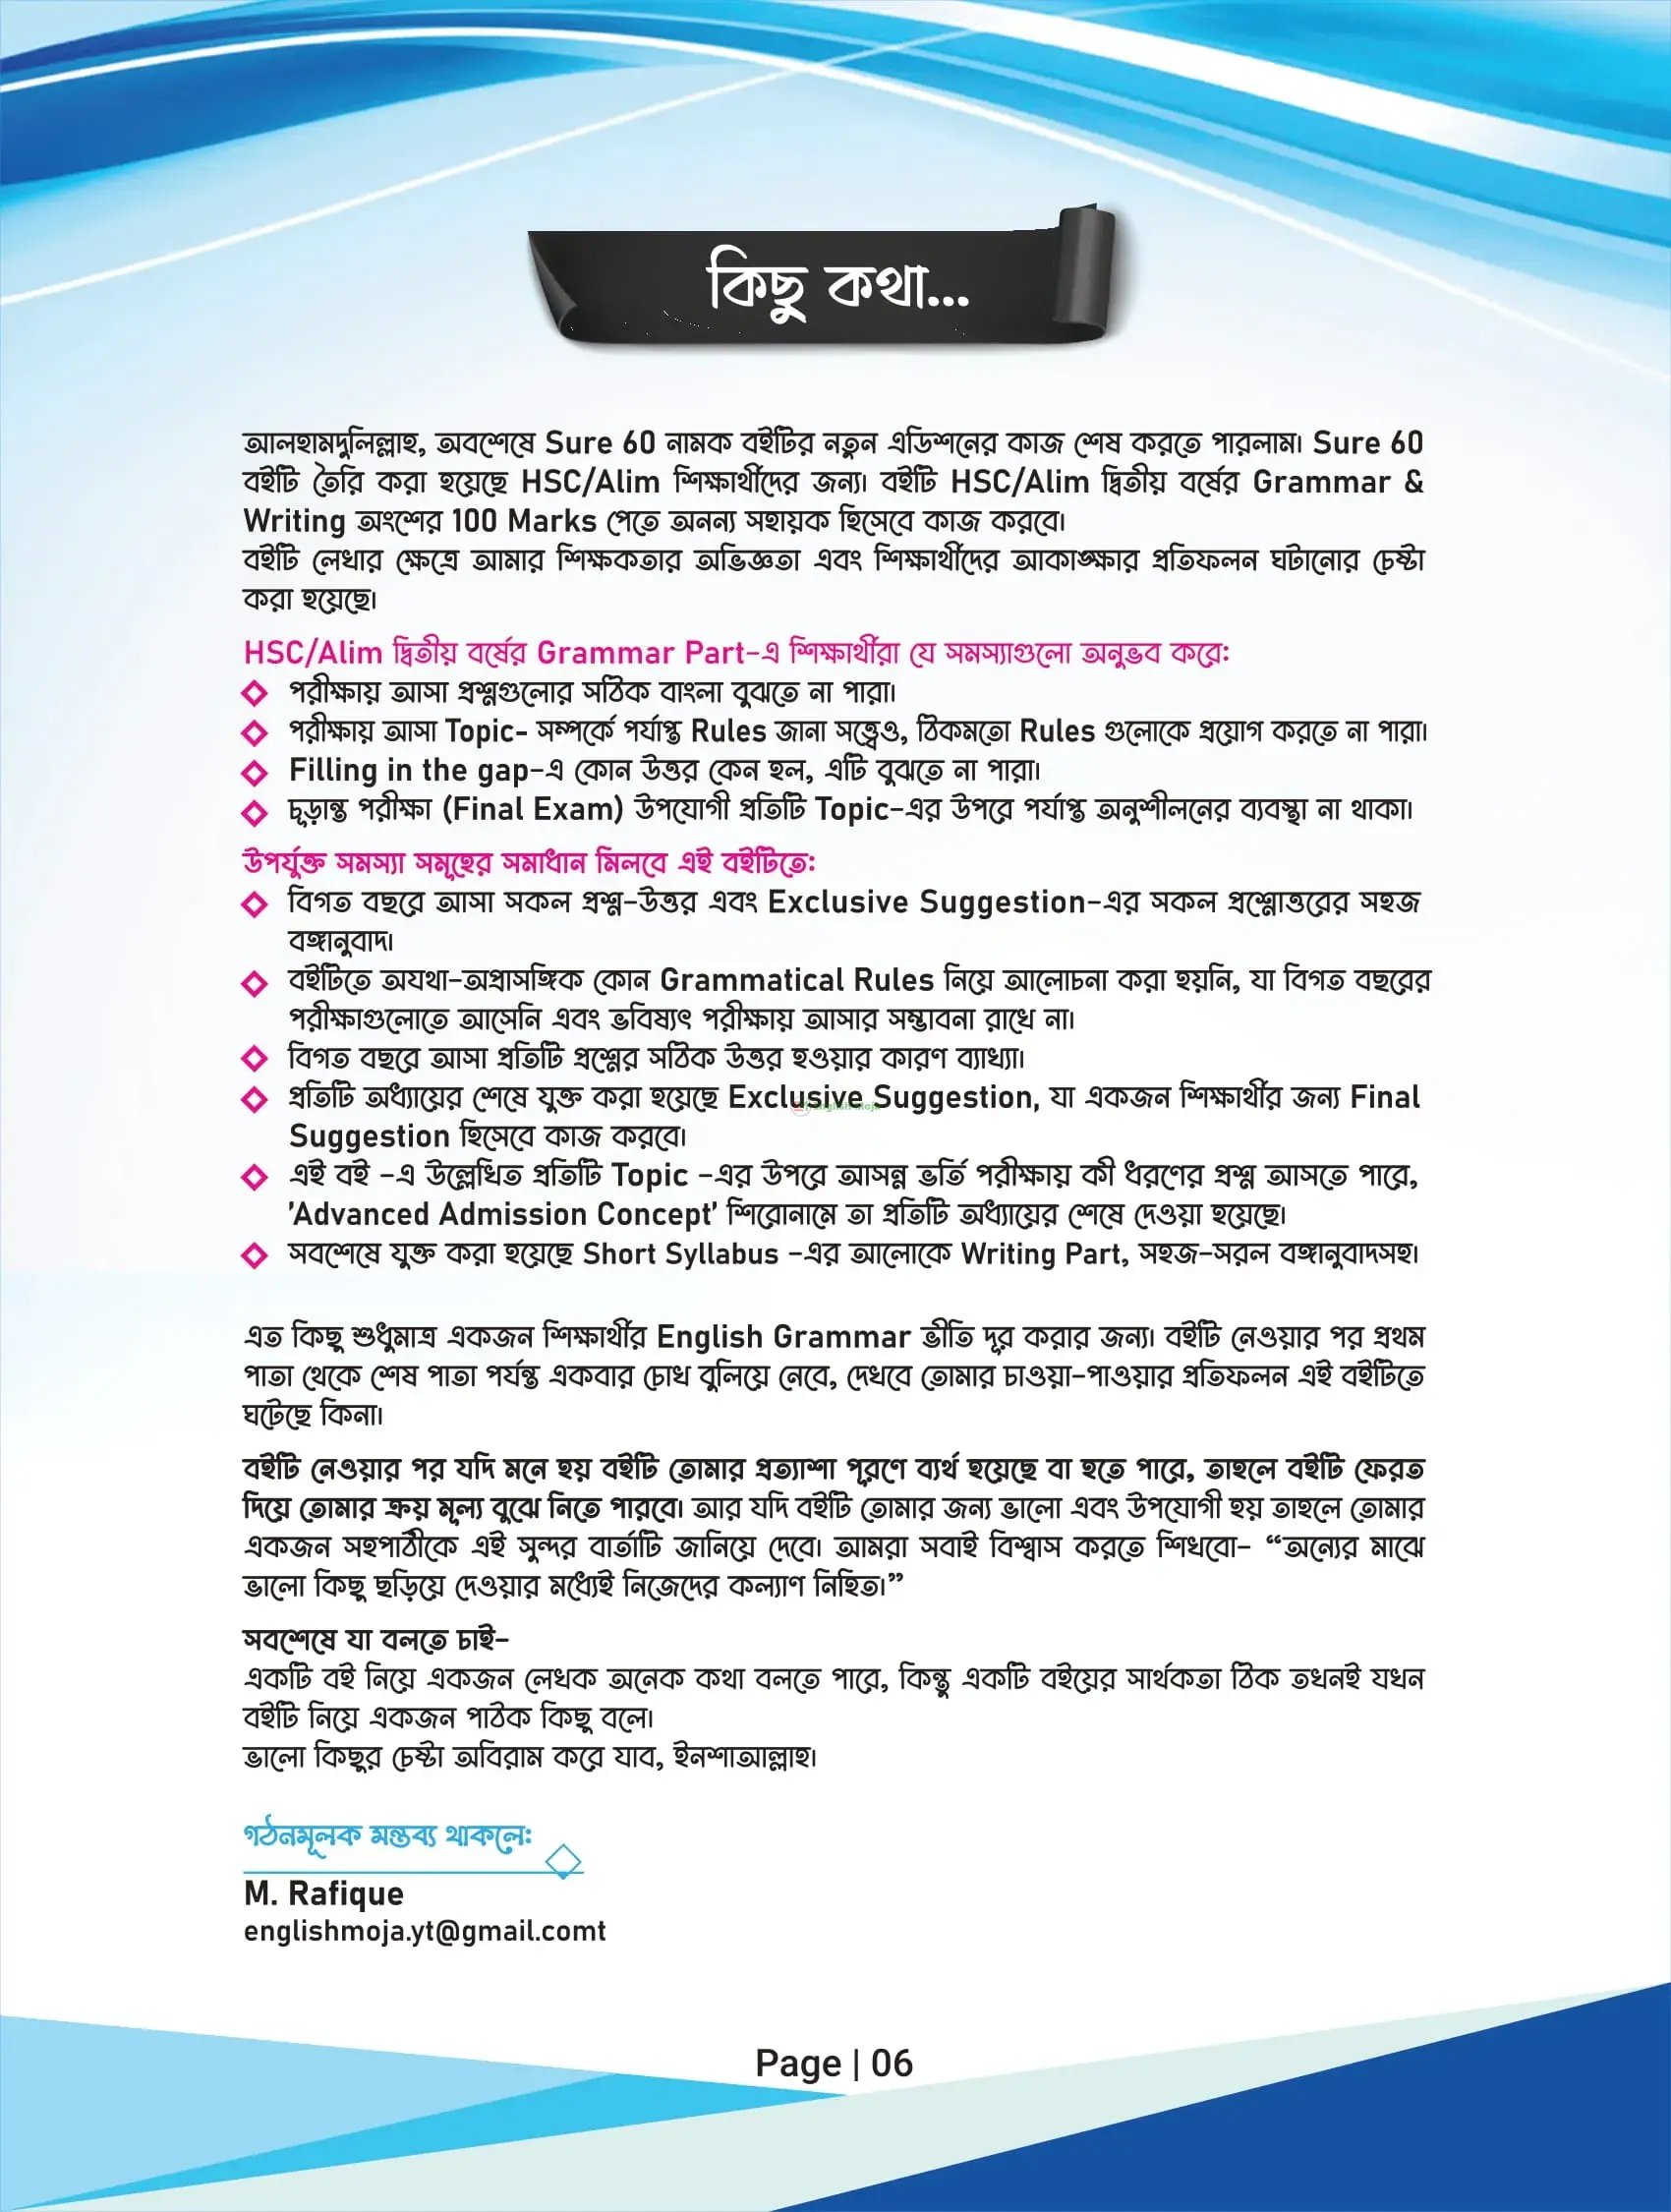 কিছু কথা...
আলহামদুলিল্লাহ, অবশেষে Sure 60 নামক বইটির নতুন এডিশনের কাজ শেষ করতে পারলাম। Sure 60
বইটি তৈরি করা হয়েছে HSC/Alim শিক্ষার্থীদের জন্য। বইটি HSC/Alim দ্বিতীয় বর্ষের Grammar &
Writing অংশের 100 Marks পেতে অনন্য সহায়ক হিসেবে কাজ করবে।
বইটি লেখার ক্ষেত্রে আমার শিক্ষকতার অভিজ্ঞতা এবং শিক্ষার্থীদের আকাঙ্ক্ষার প্রতিফলন ঘটানোর চেষ্টা
করা হয়েছে।
HSC/Alim দ্বিতীয় বর্ষের Grammar Part-এ শিক্ষার্থীরা যে সমস্যাগুলো অনুভব করে:
পরীক্ষায় আসা প্রশ্নগুলোর সঠিক বাংলা বুঝতে না পারা।
পরীক্ষায় আসা Topic- সম্পর্কে পর্যাপ্ত Rules জানা সত্ত্বেও, ঠিকমতো Rules গুলোকে প্রয়োগ করতে না পারা।
Filling in the gap-এ কোন উত্তর কেন হল, এটি বুঝতে না পারা।
চূড়ান্ত পরীক্ষা (Final Exam) উপযোগী প্রতিটি Topic-এর উপরে পর্যাপ্ত অনুশীলনের ব্যবস্থা না থাকা।
উপর্যুক্ত সমস্যা সমূহের সমাধান মিলবে এই বইটিতে:
বিগত বছরে আসা সকল প্রশ্ন-উত্তর এবং Exclusive Suggestion-এর সকল প্রশ্নোত্তরের সহজ
বঙ্গানুবাদ।
বইটিতে অযথা-অপ্রাসঙ্গিক কোন Grammatical Rules নিয়ে আলোচনা করা হয়নি, যা বিগত বছরের
পরীক্ষাগুলোতে আসেনি এবং ভবিষ্যৎ পরীক্ষায় আসার সম্ভাবনা রাখে না।
বিগত বছরে আসা প্রতিটি প্রশ্নের সঠিক উত্তর হওয়ার কারণ ব্যাখ্যা।
প্রতিটি অধ্যায়ের শেষে যুক্ত করা হয়েছে Exclusive Suggestion, যা একজন শিক্ষার্থীর জন্য Final
Suggestion হিসেবে কাজ করবে।
এই বই -এ উল্লেখিত প্রতিটি Topic -এর উপরে আসন্ন ভর্তি পরীক্ষায় কী ধরণের প্রশ্ন আসতে পারে,
'Advanced Admission Concept' শিরোনামে তা প্রতিটি অধ্যায়ের শেষে দেওয়া হয়েছে।
সবশেষে যুক্ত করা হয়েছে Short Syllabus -এর আলোকে Writing Part, সহজ-সরল বঙ্গানুবাদসহ।
এত কিছু শুধুমাত্র একজন শিক্ষার্থীর English Grammar ভীতি দূর করার জন্য। বইটি নেওয়ার পর প্রথম
পাতা থেকে শেষ পাতা পর্যন্ত একবার চোখ বুলিয়ে নেবে, দেখবে তোমার চাওয়া-পাওয়ার প্রতিফলন এই বইটিতে
ঘটেছে কিনা।
বইটি নেওয়ার পর যদি মনে হয় বইটি তোমার প্রত্যাশা পূরণে ব্যর্থ হয়েছে বা হতে পারে, তাহলে বইটি ফেরত
দিয়ে তোমার ক্রয় মূল্য বুঝে নিতে পারবে। আর যদি বইটি তোমার জন্য ভালো এবং উপযোগী হয় তাহলে তোমার
একজন সহপাঠীকে এই সুন্দর বার্তাটি জানিয়ে দেবে। আমরা সবাই বিশ্বাস করতে শিখবো- “অন্যের মাঝে
ভালো কিছু ছড়িয়ে দেওয়ার মধ্যেই নিজেদের কল্যাণ নিহিত।”
সবশেষে যা বলতে চাই-
একটি বই নিয়ে একজন লেখক অনেক কথা বলতে পারে, কিন্তু একটি বইয়ের সার্থকতা ঠিক তখনই যখন
বইটি নিয়ে একজন পাঠক কিছু বলে।
ভালো কিছুর চেষ্টা অবিরাম করে যাব, ইনশাআল্লাহ।
গঠনমূলক মন্তব্য থাকলে:
M. Rafique
englishmoja.yt@gmail.comt
Page | 06